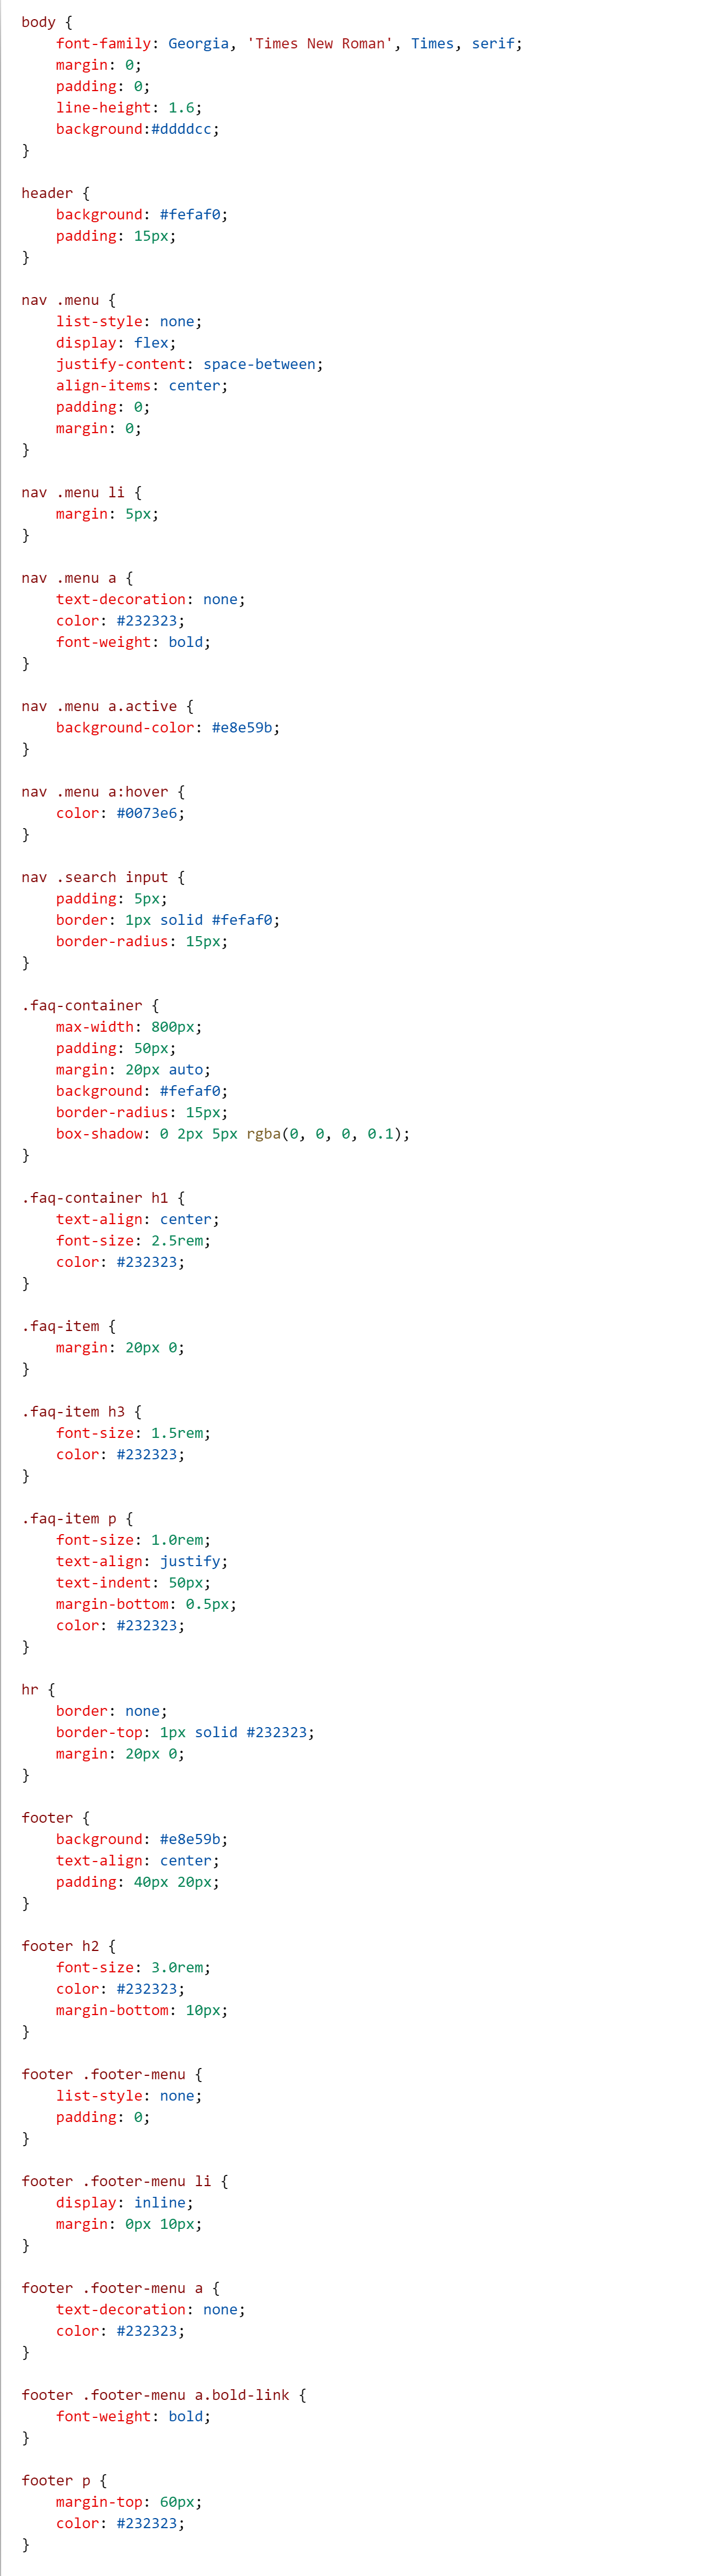 body {
    font-family: Georgia, 'Times New Roman', Times, serif;
    margin: 0;
    padding: 0;
    line-height: 1.6;
    background:#ddddcc;
}

header {
    background: #fefaf0;
    padding: 15px;
}

nav .menu {
    list-style: none;
    display: flex;
    justify-content: space-between;
    align-items: center;
    padding: 0;
    margin: 0;
}

nav .menu li {
    margin: 5px;
}

nav .menu a {
    text-decoration: none;
    color: #232323;
    font-weight: bold;
}

nav .menu a.active {
    background-color: #e8e59b;
}

nav .menu a:hover {
    color: #0073e6;
}

nav .search input {
    padding: 5px;
    border: 1px solid #fefaf0;
    border-radius: 15px;
}

.faq-container {
    max-width: 800px;
    padding: 50px;
    margin: 20px auto;
    background: #fefaf0;
    border-radius: 15px;
    box-shadow: 0 2px 5px rgba(0, 0, 0, 0.1);
}

.faq-container h1 {
    text-align: center;
    font-size: 2.5rem;
    color: #232323;
}

.faq-item {
    margin: 20px 0;
}

.faq-item h3 {
    font-size: 1.5rem;
    color: #232323;
}

.faq-item p {
    font-size: 1.0rem;
    text-align: justify;
    text-indent: 50px;
    margin-bottom: 0.5px;
    color: #232323;
}

hr {
    border: none;
    border-top: 1px solid #232323;
    margin: 20px 0;
}

footer {
    background: #e8e59b;
    text-align: center;
    padding: 40px 20px;
}

footer h2 {
    font-size: 3.0rem;
    color: #232323;
    margin-bottom: 10px;
}

footer .footer-menu {
    list-style: none;
    padding: 0;
}

footer .footer-menu li {
    display: inline;
    margin: 0px 10px;
}

footer .footer-menu a {
    text-decoration: none;
    color: #232323;
}

footer .footer-menu a.bold-link {
    font-weight: bold;
}

footer p {
    margin-top: 60px;
    color: #232323;
}